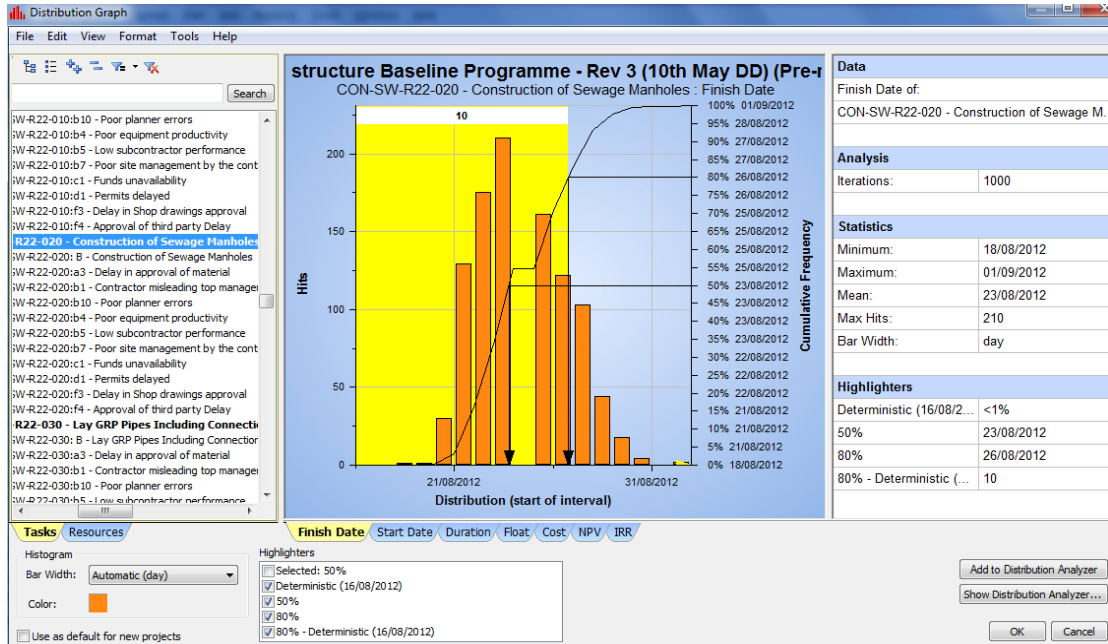 Distribution Graph
File Edit View Format Tools Help
Search
SW-R22-010:b10 - Poor planner errors
SW-R22-010:b4 - Poor equipment productivity
SW-R22-010:b5 - Low subcontractor performance
SW-R22-010:b7 - Poor site management by the cont
SW-R22-010:c1 - Funds unavailability
SW-R22-010:d1 - Permits delayed
SW-R22-010:f3 - Delay in Shop drawings approval
SW-R22-010:f4 - Approval of third party Delay
-R22-020 - Construction of Sewage Manholes
SW-R22-020: B - Construction of Sewage Manholes
SW-R22-020:a3 - Delay in approval of material
SW-R22-020:b1 - Contractor misleading top manager
SW-R22-020:b10 - Poor planner errors
SW-R22-020:b4 - Poor equipment productivity
SW-R22-020:b5 - Low subcontractor performance
SW-R22-020:b7 - Poor site management by the cont
SW-R22-020:c1 - Funds unavailability
SW-R22-020:d1 - Permits delayed
SW-R22-020:f3 - Delay in Shop drawings approval
SW-R22-020:f4 - Approval of third party Delay
-R22-030 - Lay GRP Pipes Including Connecti
SW-R22-030: B - Lay GRP Pipes Including Connection
SW-R22-030:a3 - Delay in approval of material
SW-R22-030:b1 - Contractor misleading top manager
SW-R22-030:b10 - Poor planner errors
SW-R22-030:b4 - Poor equipment productivity
SW-R22-030:b5 - Low subcontractor performance
Tasks Resources
structure Baseline Programme - Rev 3 (10th May DD) (Pre-r
CON-SW-R22-020 - Construction of Sewage Manholes : Finish Date
10
200
150
100
50
0
Hits
21/08/2012 31/08/2012
Distribution (start of interval)
100% 01/09/2012
95% 28/08/2012
90% 27/08/2012
85% 27/08/2012
80% 26/08/2012
75% 26/08/2012
70% 25/08/2012
65% 25/08/2012
60% 25/08/2012
55% 25/08/2012
50% 23/08/2012
45% 23/08/2012
40% 23/08/2012
35% 23/08/2012
30% 22/08/2012
25% 22/08/2012
20% 22/08/2012
15% 21/08/2012
10% 21/08/2012
5% 21/08/2012
0% 18/08/2012
Cumulative Frequency
Finish Date Start Date Duration Float Cost NPV IRR
Data
Finish Date of:
CON-SW-R22-020 - Construction of Sewage M.
Analysis
Iterations: 1000
Statistics
Minimum: 18/08/2012
Maximum: 01/09/2012
Mean: 23/08/2012
Max Hits: 210
Bar Width: day
Highlighters
Deterministic (16/08/2... <1%
50% 23/08/2012
80% 26/08/2012
80% - Deterministic (... 10
Histogram
Bar Width: Automatic (day)
Color:
Use as default for new projects
Highlighters
Selected: 50%
Deterministic (16/08/2012)
50%
80%
80% - Deterministic (16/08/2012)
Add to Distribution Analyzer
Show Distribution Analyzer...
OK Cancel